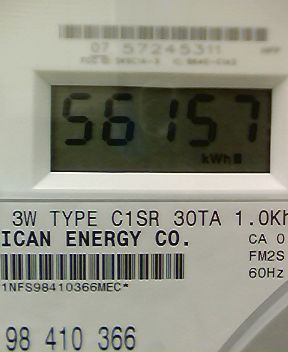 07 57245311
56157
kWh
3W TYPE C1SR 30TA 1.0Kh
ICAN ENERGY CO.
CA 0
FM2S
60Hz
1NFS98410366MEC*
98 410 366